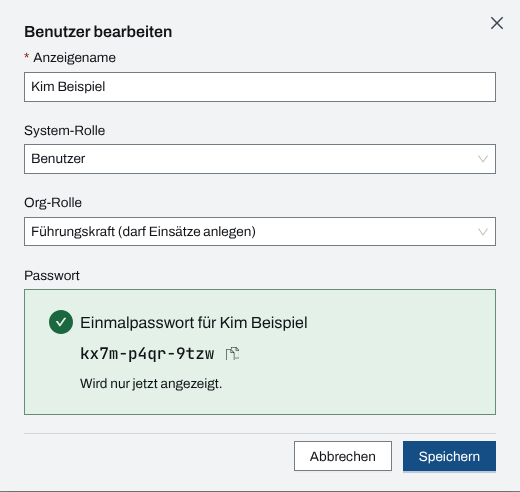 Benutzer bearbeiten
* Anzeigename
Kim Beispiel
System-Rolle
Benutzer
Org-Rolle
Führungskraft (darf Einsätze anlegen)
Passwort
Einmalpasswort für Kim Beispiel
kx7m-p4qr-9tzw
Wird nur jetzt angezeigt.
Abbrechen
Speichern